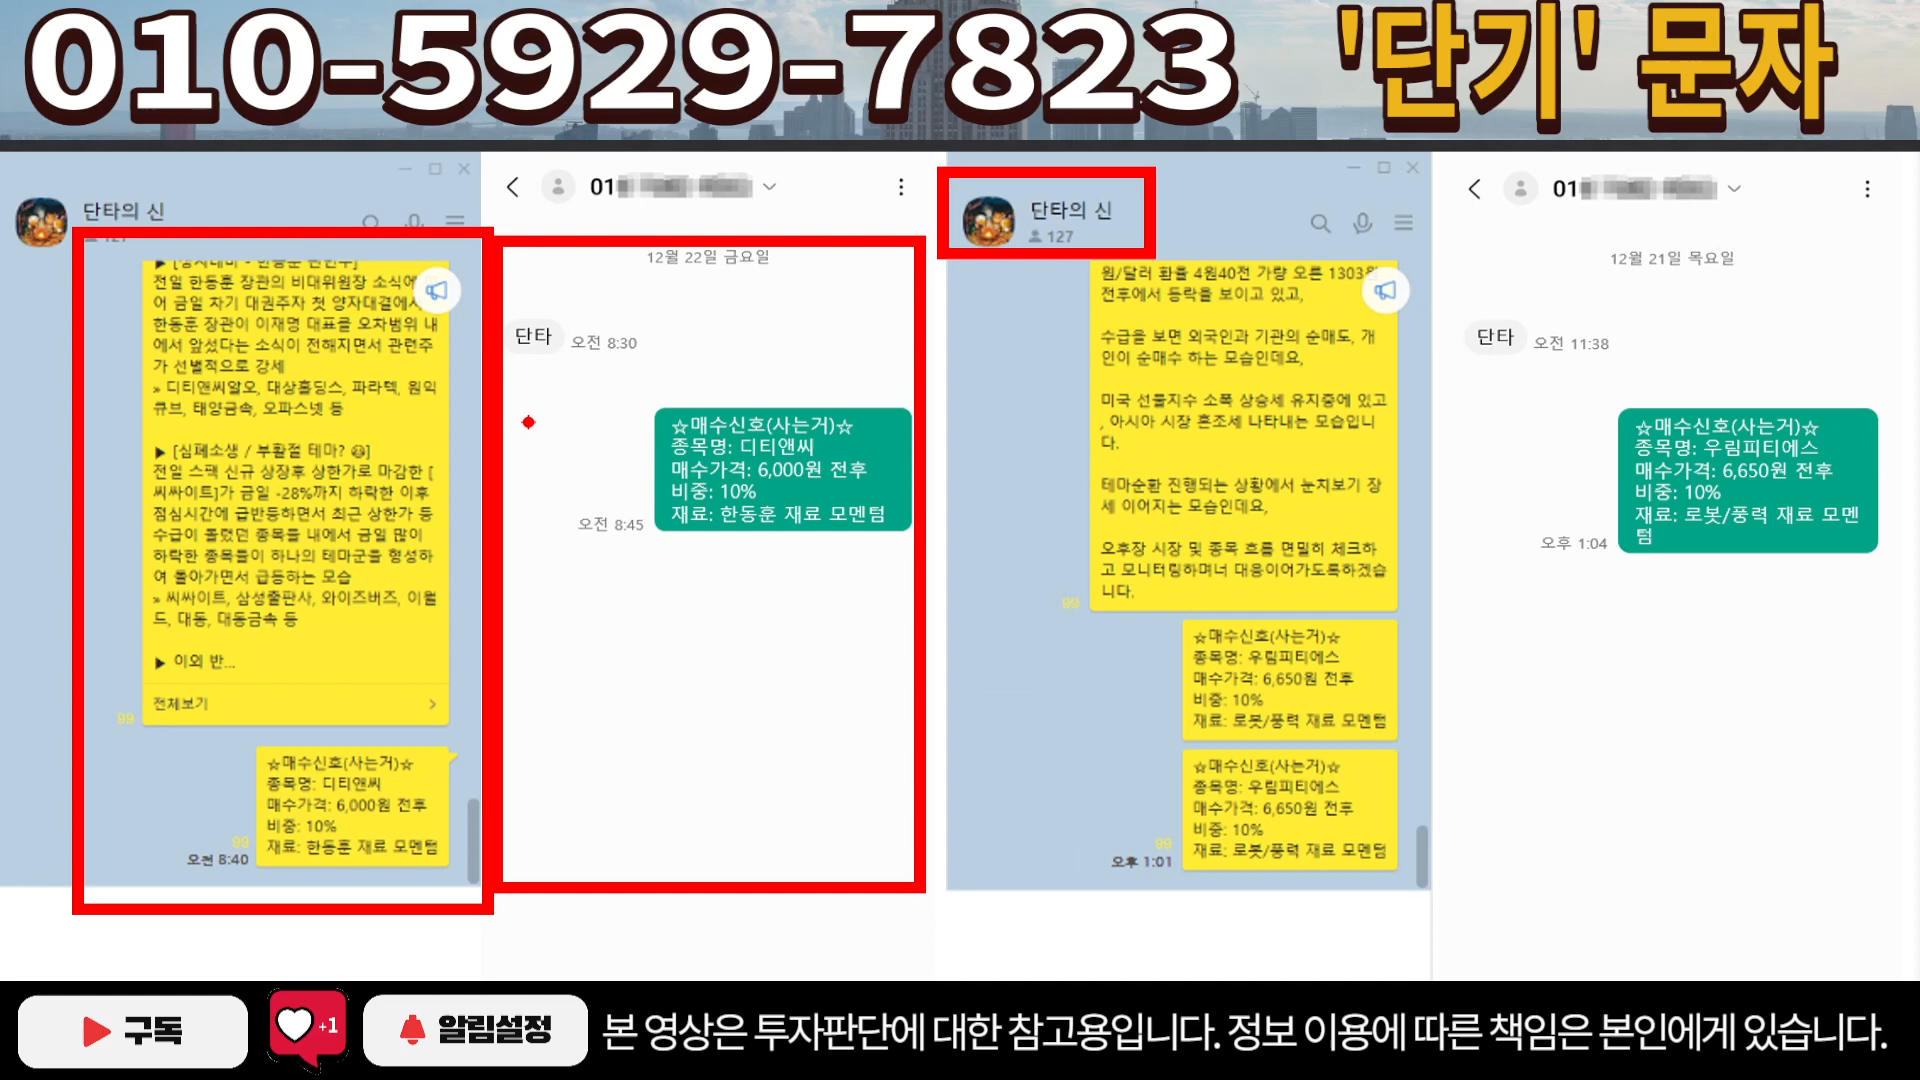 010-5929-7823 '단기' 문자
단타의 신
전일 한동훈 장관의 비대위원장 소식에
어 금일 차기 대권주자 첫 양자대결에서
한동훈 장관이 이재명 대표를 오차범위 내
에서 앞섰다는 소식이 전해지면서 관련주
가 선별적으로 강세
» 디티앤씨알오, 대상홀딩스, 파라텍, 원익
큐브, 태양금속, 오파스넷 등
▶ [심폐소생 / 부활절 테마? 😆]
전일 스팩 신규 상장후 상한가로 마감한 [
씨싸이트]가 금일 -28%까지 하락한 이후
점심시간에 급반등하면서 최근 상한가 등
수급이 몰렸던 종목들 내에서 금일 많이
하락한 종목들이 하나의 테마군을 형성하
여 돌아가면서 급등하는 모습
» 씨싸이트, 삼성출판사, 와이즈버즈, 이월
드, 대동, 대동금속 등
▶ 이외 반...
전체보기
99
☆매수신호(사는거)☆
종목명: 디티앤씨
매수가격: 6,000원 전후
비중: 10%
재료: 한동훈 재료 모멘텀
99
오전 8:40
01
12월 22일 금요일
단타
오전 8:30
☆매수신호(사는거)☆
종목명: 디티앤씨
매수가격: 6,000원 전후
비중: 10%
재료: 한동훈 재료 모멘텀
오전 8:45
단타의 신
127
원/달러 환율 4원40전 가량 오른 1303원
전후에서 등락을 보이고 있고,
수급을 보면 외국인과 기관의 순매도, 개
인이 순매수 하는 모습인데요,
미국 선물지수 소폭 상승세 유지중에 있고
, 아시아 시장 혼조세 나타내는 모습입니
다.
테마순환 진행되는 상황에서 눈치보기 장
세 이어지는 모습인데요,
오후장 시장 및 종목 흐름 면밀히 체크하
고 모니터링하며너 대응이어가도록하겠습
니다.
99
☆매수신호(사는거)☆
종목명: 우림피티에스
매수가격: 6,650원 전후
비중: 10%
재료: 로봇/풍력 재료 모멘텀
☆매수신호(사는거)☆
종목명: 우림피티에스
매수가격: 6,650원 전후
비중: 10%
재료: 로봇/풍력 재료 모멘텀
99
오후 1:01
01
12월 21일 목요일
단타
오전 11:38
☆매수신호(사는거)☆
종목명: 우림피티에스
매수가격: 6,650원 전후
비중: 10%
재료: 로봇/풍력 재료 모멘
텀
오후 1:04
구독
+1
알림설정
본 영상은 투자판단에 대한 참고용입니다. 정보 이용에 따른 책임은 본인에게 있습니다.